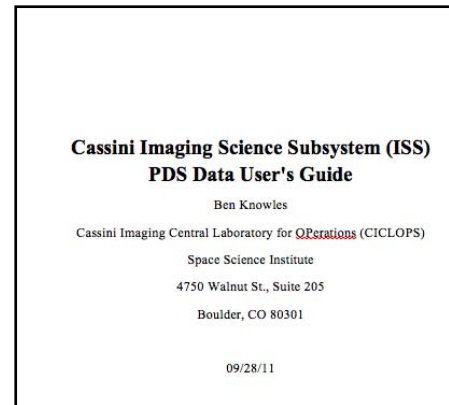 Cassini Imaging Science Subsystem (ISS)
PDS Data User's Guide
Ben Knowles
Cassini Imaging Central Laboratory for OPerations (CICLOPS)
Space Science Institute
4750 Walnut St., Suite 205
Boulder, CO 80301
09/28/11